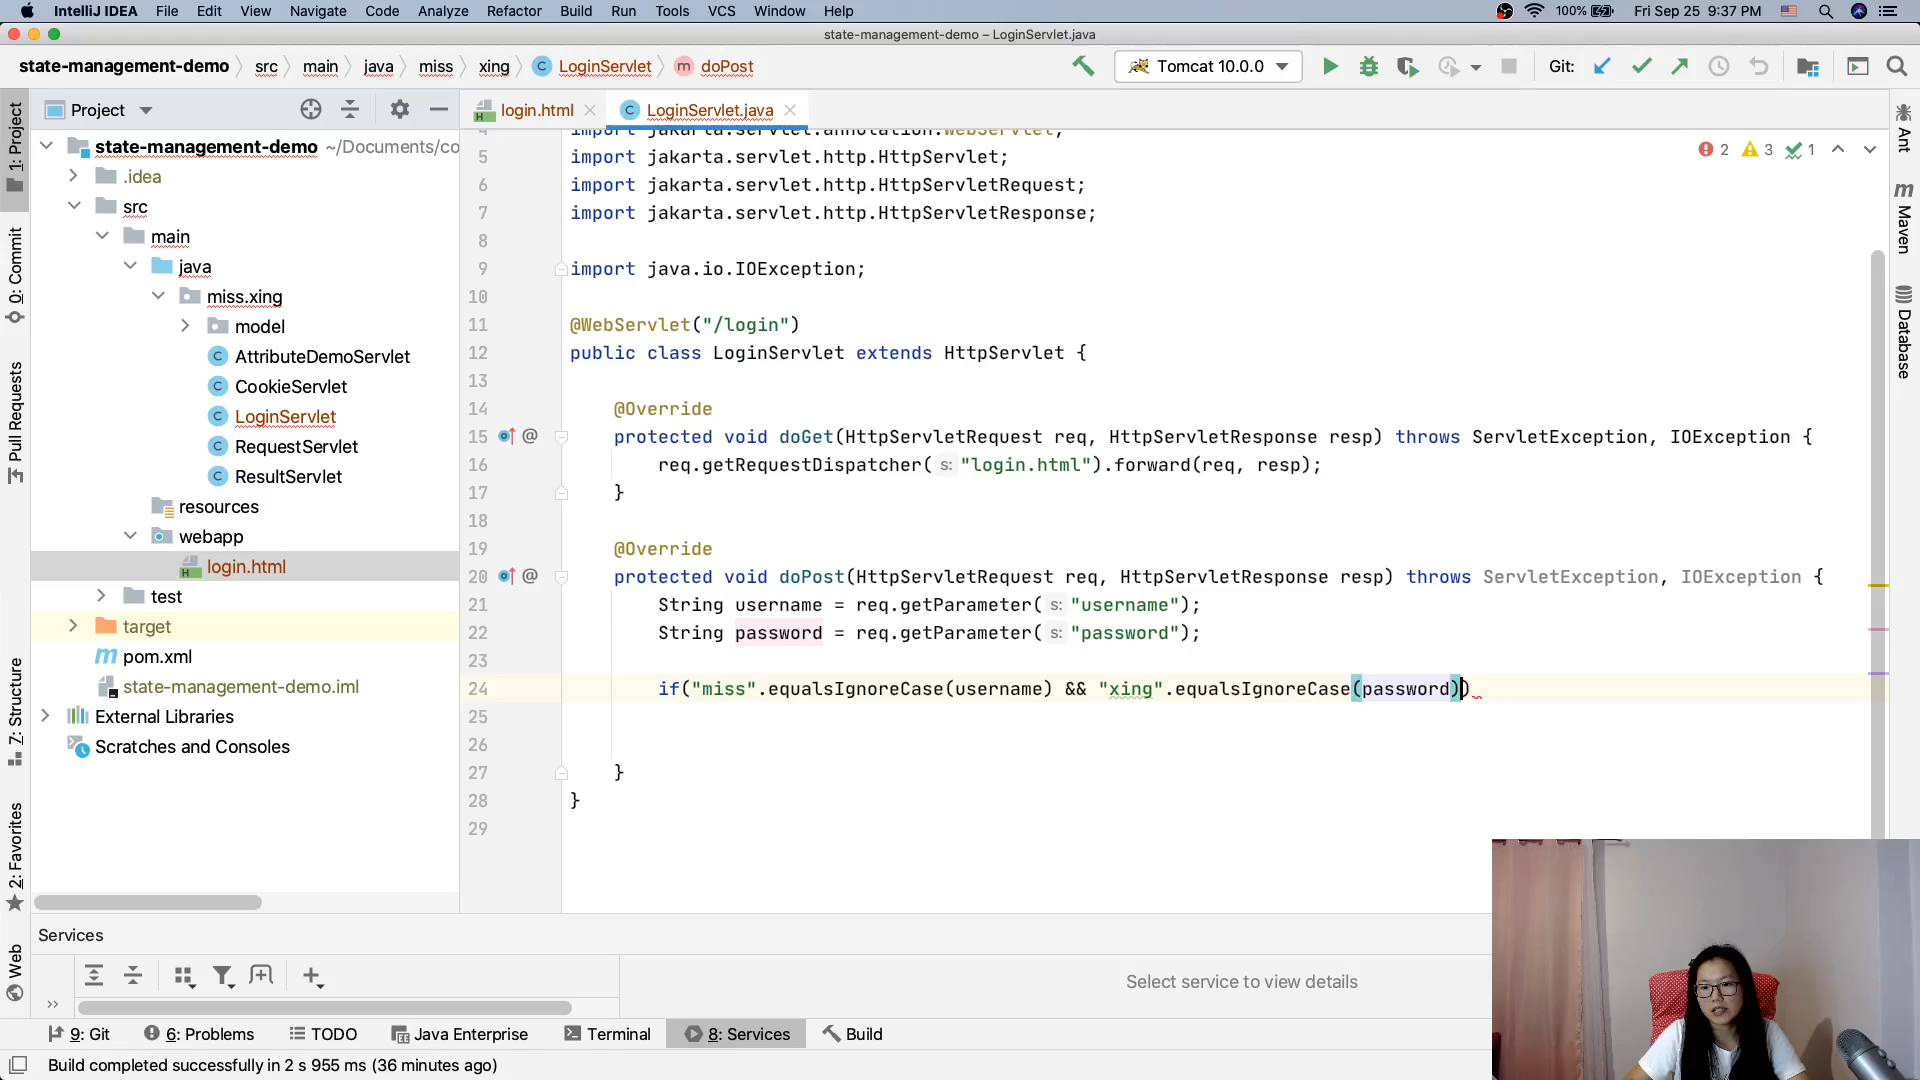 IntelliJ IDEA File Edit View Navigate Code Analyze Refactor Build Run Tools VCS Window Help 100% Fri Sep 25 9:37 PM
state-management-demo – LoginServlet.java
state-management-demo src main java miss xing LoginServlet doPost Tomcat 10.0.0 Git:
Project
login.html
LoginServlet.java
1: Project
0: Commit
Pull Requests
7: Structure
2: Favorites
Web
state-management-demo ~/Documents/co
.idea
src
main
java
miss.xing
model
AttributeDemoServlet
CookieServlet
LoginServlet
RequestServlet
ResultServlet
resources
webapp
login.html
test
target
pom.xml
state-management-demo.iml
External Libraries
Scratches and Consoles
2 3 1
4 import jakarta.servlet.annotation.WebServlet;
5 import jakarta.servlet.http.HttpServlet;
6 import jakarta.servlet.http.HttpServletRequest;
7 import jakarta.servlet.http.HttpServletResponse;
8
9 import java.io.IOException;
10
11 @WebServlet("/login")
12 public class LoginServlet extends HttpServlet {
13
14 @Override
15 @ protected void doGet(HttpServletRequest req, HttpServletResponse resp) throws ServletException, IOException {
16 req.getRequestDispatcher( s: "login.html").forward(req, resp);
17 }
18
19 @Override
20 @ protected void doPost(HttpServletRequest req, HttpServletResponse resp) throws ServletException, IOException {
21 String username = req.getParameter( s: "username");
22 String password = req.getParameter( s: "password");
23
24 if("miss".equalsIgnoreCase(username) && "xing".equalsIgnoreCase(password))
25
26
27 }
28 }
29
Ant
Maven
Database
Services
Select service to view details
9: Git 6: Problems TODO Java Enterprise Terminal 8: Services Build
Build completed successfully in 2 s 955 ms (36 minutes ago)